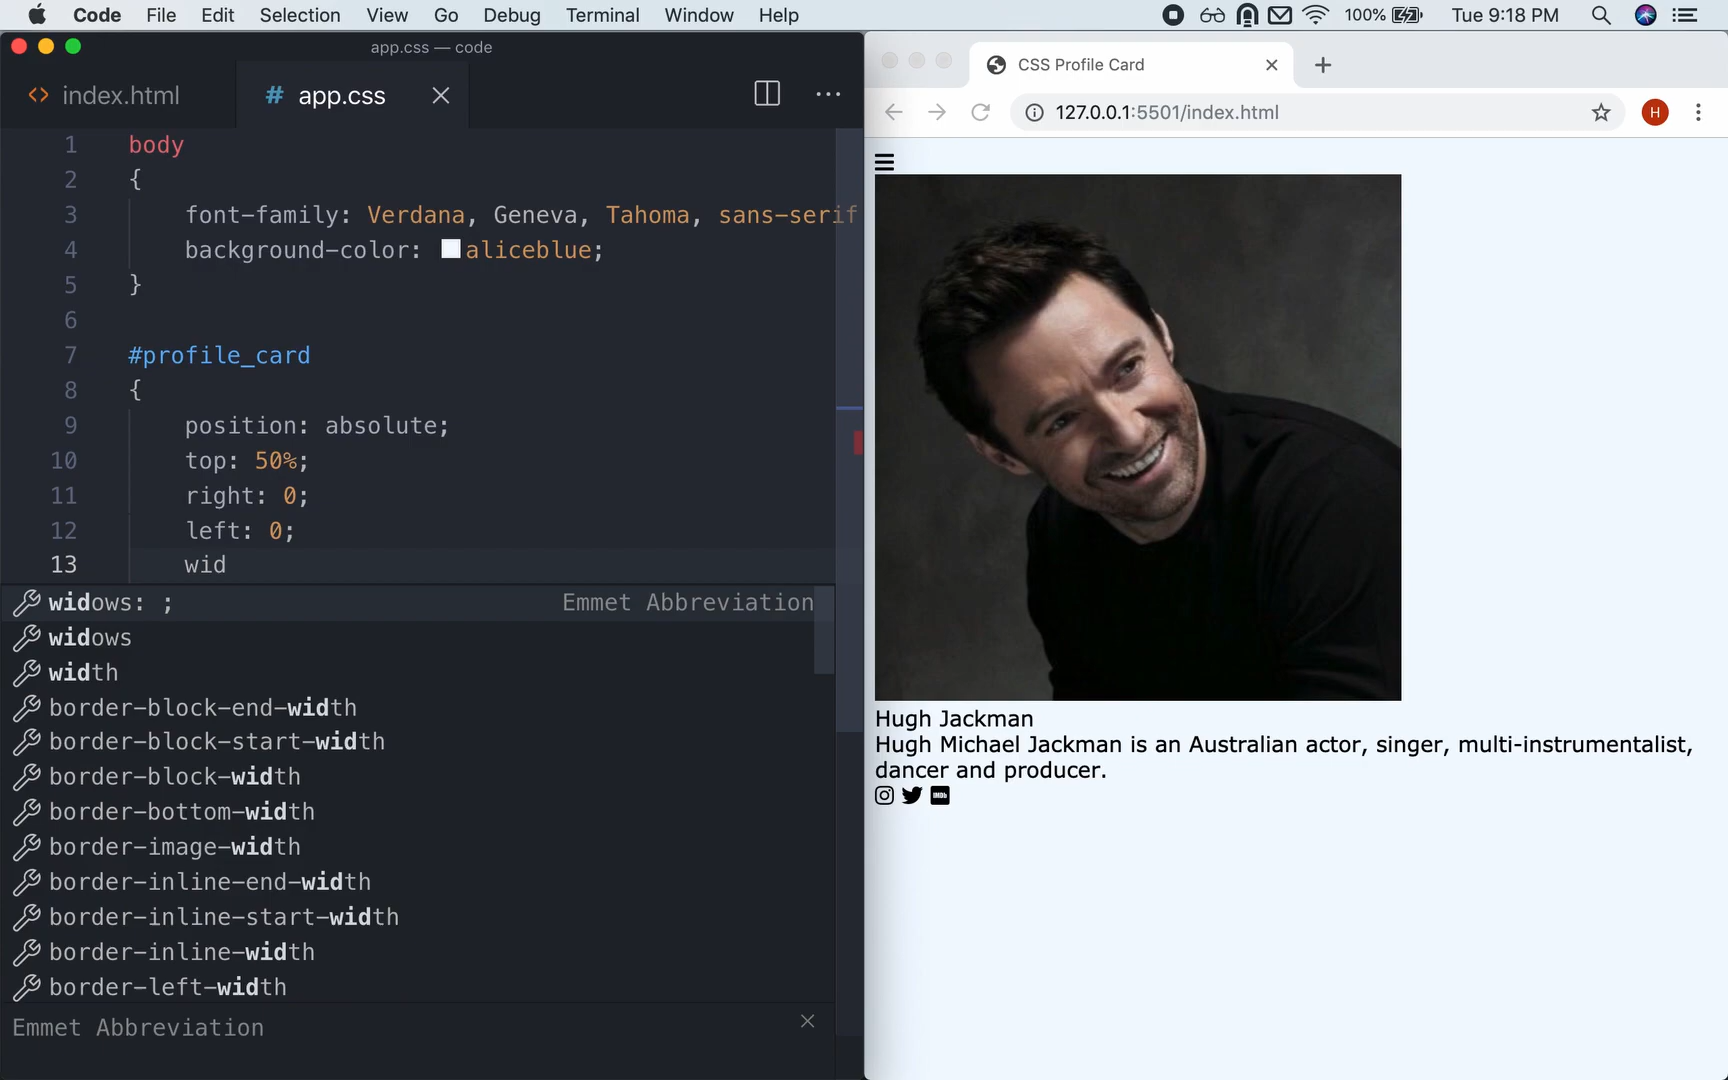 Code File Edit Selection View Go Debug Terminal Window Help 100% Tue 9:18 PM
app.css — code
index.html # app.css
1 body
2 {
3 font-family: Verdana, Geneva, Tahoma, sans-serif
4 background-color: aliceblue;
5 }
6
7 #profile_card
8 {
9 position: absolute;
10 top: 50%;
11 right: 0;
12 left: 0;
13 wid
widows: ; Emmet Abbreviation
widows
width
border-block-end-width
border-block-start-width
border-block-width
border-bottom-width
border-image-width
border-inline-end-width
border-inline-start-width
border-inline-width
border-left-width
Emmet Abbreviation
CSS Profile Card
127.0.0.1:5501/index.html H
Hugh Jackman
Hugh Michael Jackman is an Australian actor, singer, multi-instrumentalist,
dancer and producer.
IMDb